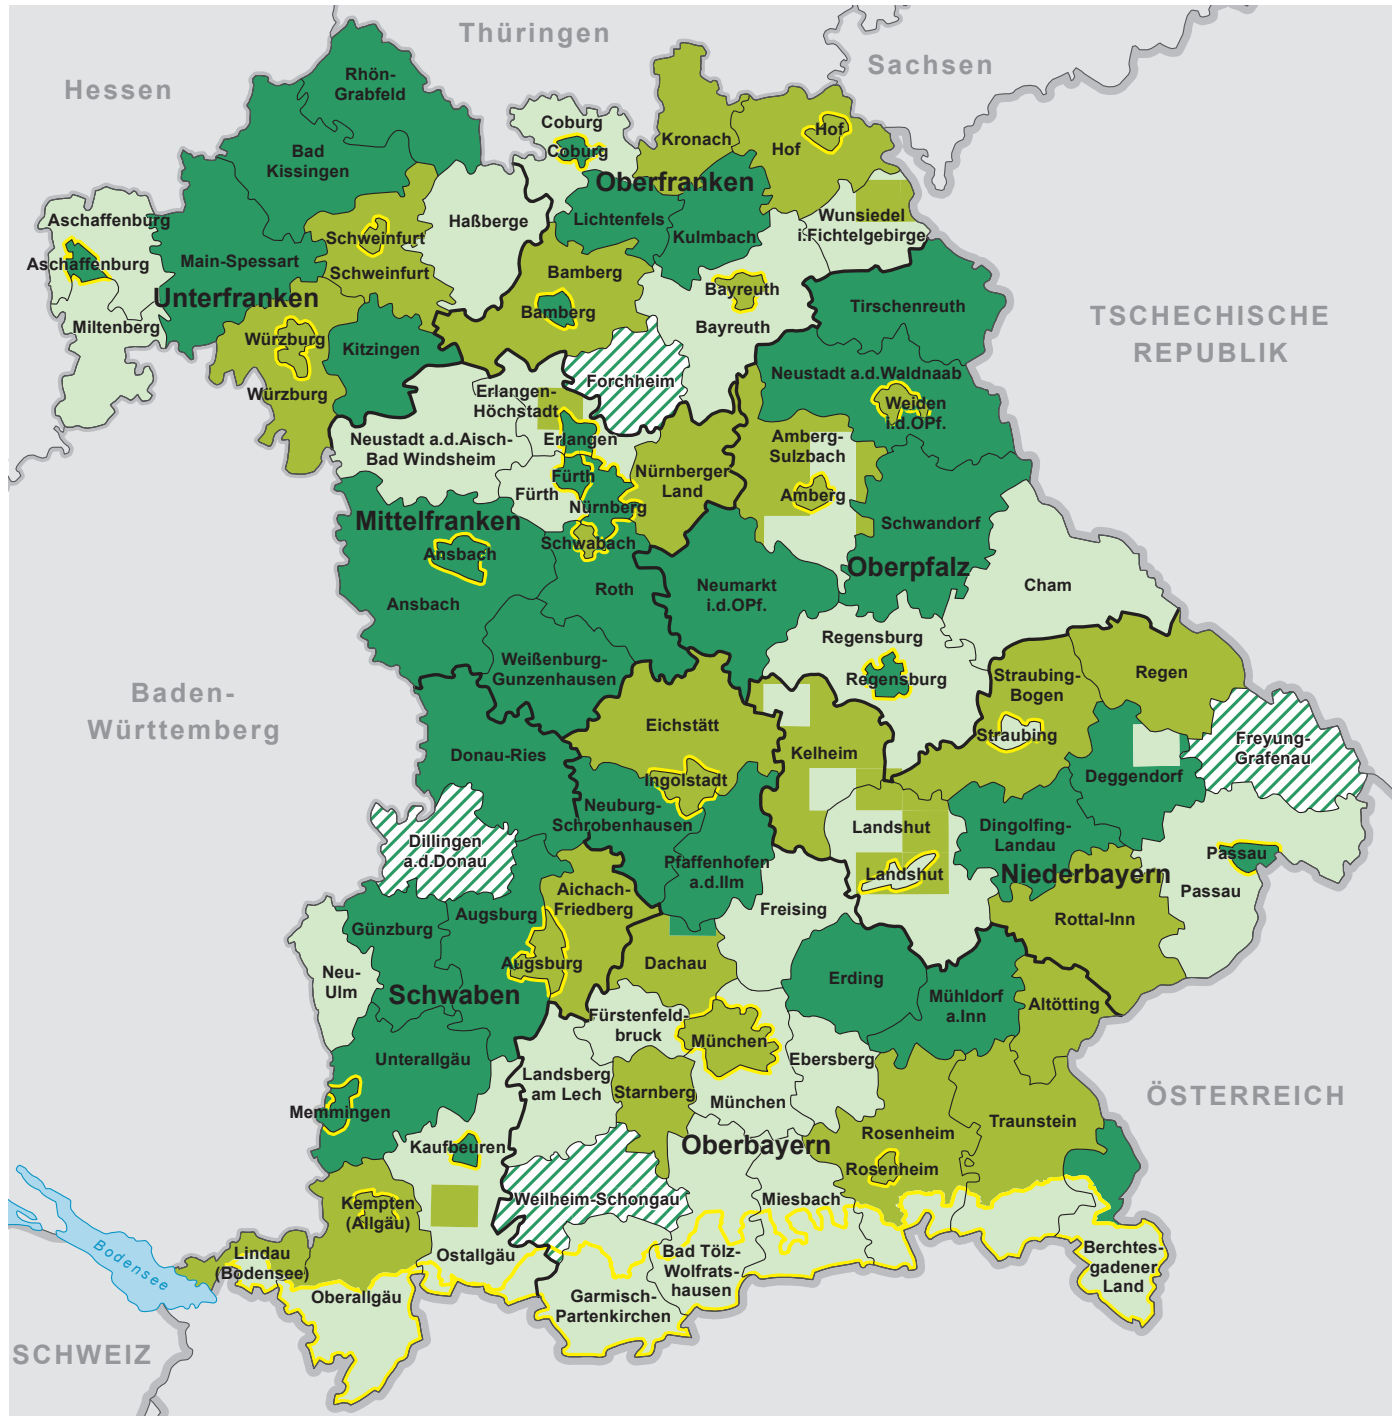 Thüringen
Sachsen
Hessen
Rhön-
Grabfeld
Coburg
Coburg
Kronach
Hof
Hof
Bad
Kissingen
Oberfranken
Aschaffenburg
Aschaffenburg
Haßberge
Lichtenfels
Kulmbach
Wunsiedel
i.Fichtelgebirge
Schweinfurt
Schweinfurt
Main-Spessart
Unterfranken
Miltenberg
Bamberg
Bamberg
Bayreuth
Bayreuth
Tirschenreuth
TSCHECHISCHE
REPUBLIK
Würzburg
Würzburg
Kitzingen
Forchheim
Erlangen-
Höchstadt
Neustadt a.d.Waldnaab
Weiden
i.d.OPf.
Neustadt a.d.Aisch-
Bad Windsheim
Erlangen
Fürth
Fürth
Nürnberg
Nürnberger
Land
Amberg-
Sulzbach
Amberg
Schwandorf
Mittelfranken
Ansbach
Ansbach
Schwabach
Roth
Neumarkt
i.d.OPf.
Oberpfalz
Cham
Weißenburg-
Gunzenhausen
Regensburg
Regensburg
Straubing-
Bogen
Straubing
Regen
Freyung-
Grafenau
Baden-
Württemberg
Donau-Ries
Eichstätt
Ingolstadt
Kelheim
Deggendorf
Neuburg-
Schrobenhausen
Pfaffenhofen
a.d.Ilm
Landshut
Landshut
Dingolfing-
Landau
Niederbayern
Passau
Passau
Dillingen
a.d.Donau
Aichach-
Friedberg
Freising
Rottal-Inn
Günzburg
Augsburg
Augsburg
Neu-
Ulm
Schwaben
Dachau
Erding
Mühldorf
a.Inn
Altötting
Fürstenfeld-
bruck
München
München
Ebersberg
Unterallgäu
Landsberg
am Lech
Starnberg
Memmingen
Traunstein
ÖSTERREICH
Kaufbeuren
Oberbayern
Rosenheim
Rosenheim
Kempten
(Allgäu)
Weilheim-Schongau
Miesbach
Bodensee
Lindau
(Bodensee)
Ostallgäu
Oberallgäu
Bad Tölz-
Wolfrats-
hausen
Garmisch-
Partenkirchen
Berchtes-
gadener
Land
SCHWEIZ